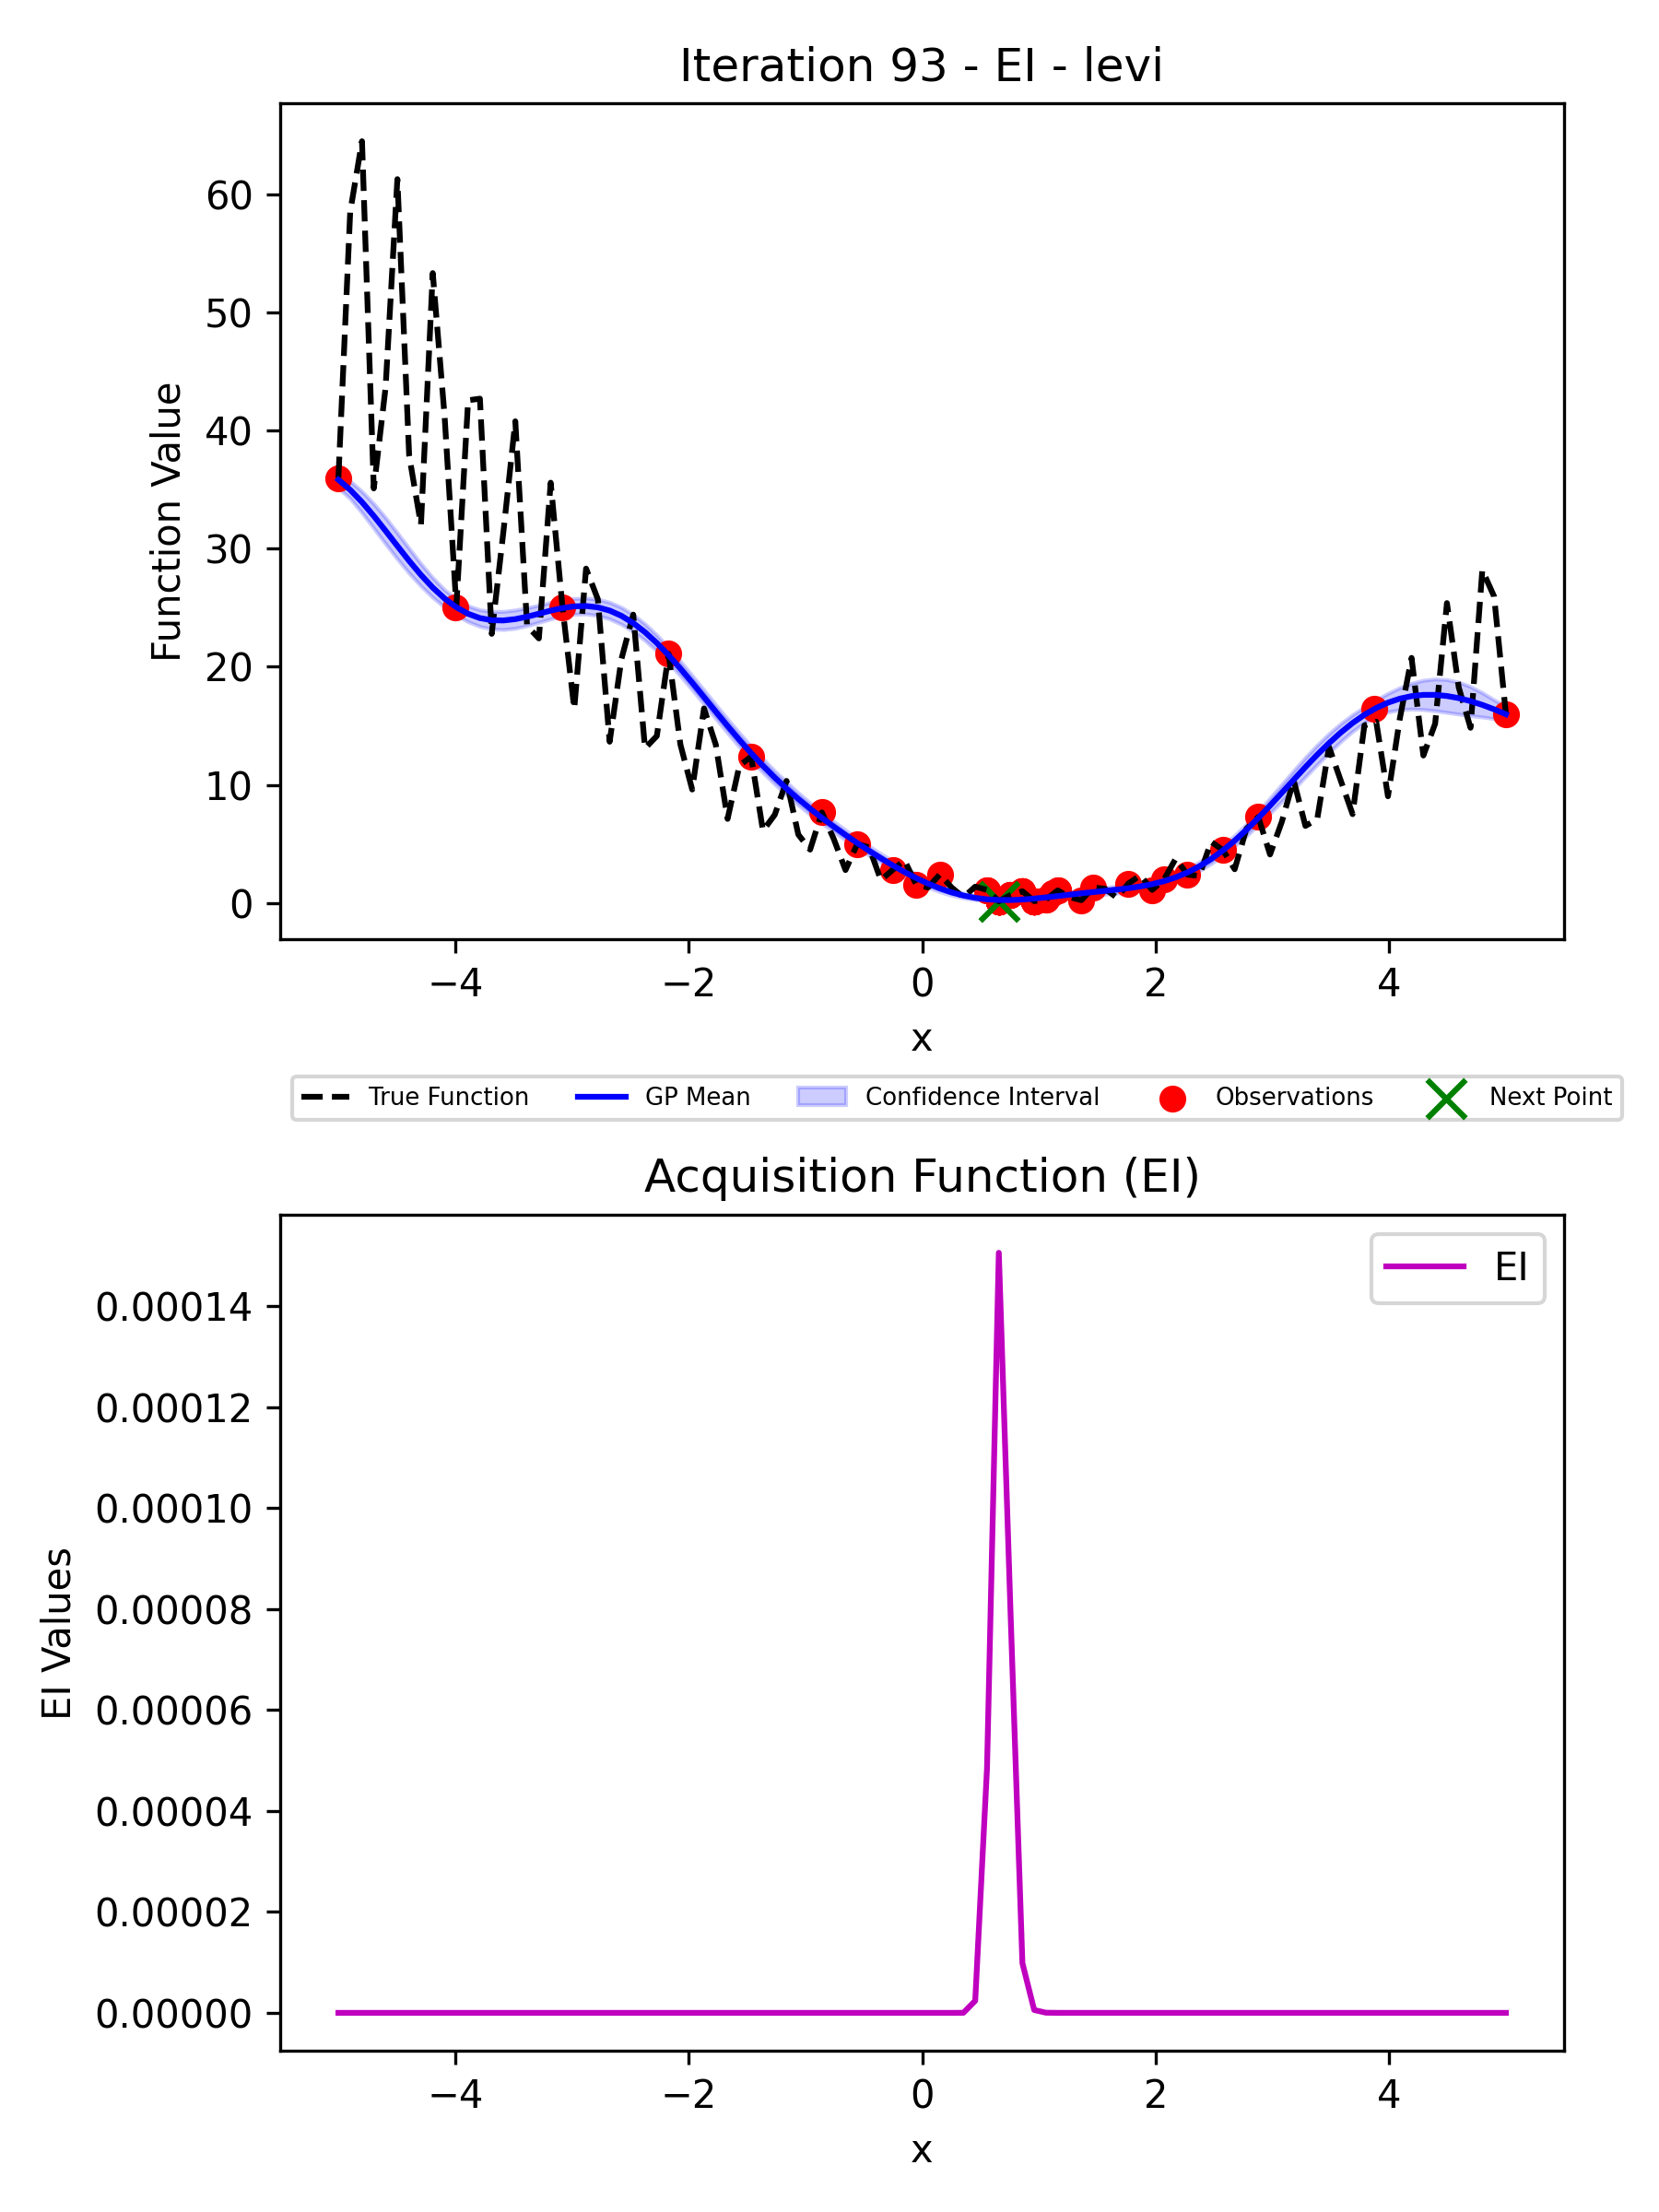 Iteration 93 - EI - levi
Function Value
60
50
40
30
20
10
0
−4 −2 0 2 4
x
True Function GP Mean Confidence Interval Observations Next Point
Acquisition Function (EI)
EI
EI Values
0.00014
0.00012
0.00010
0.00008
0.00006
0.00004
0.00002
0.00000
−4 −2 0 2 4
x